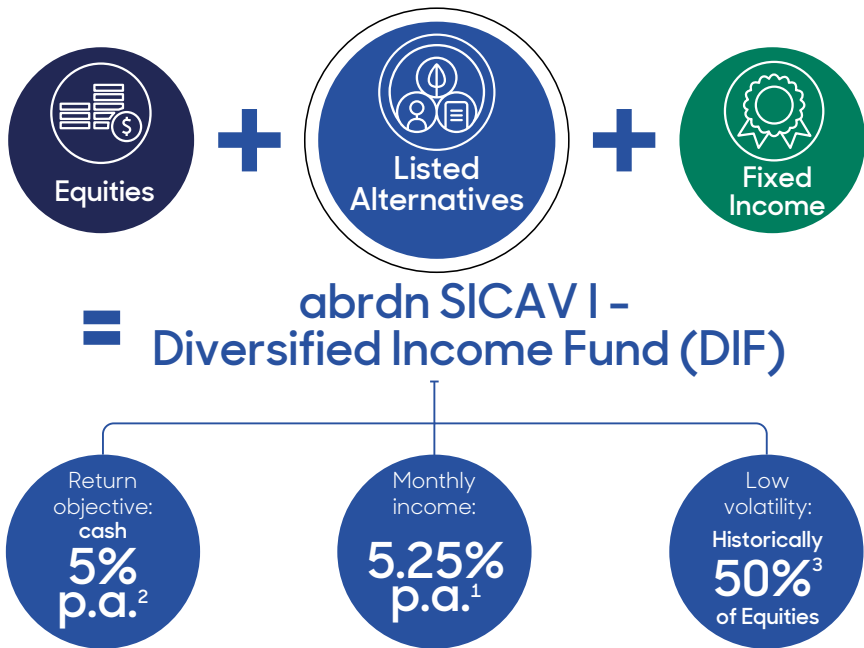 $
Equities
+
Listed
Alternatives
+
Fixed
Income
=
abrdn SICAV I –
Diversified Income Fund (DIF)
Return
objective:
cash
5%
p.a.²
Monthly
income:
5.25%
p.a.¹
Low
volatility:
Historically
50%³
of Equities